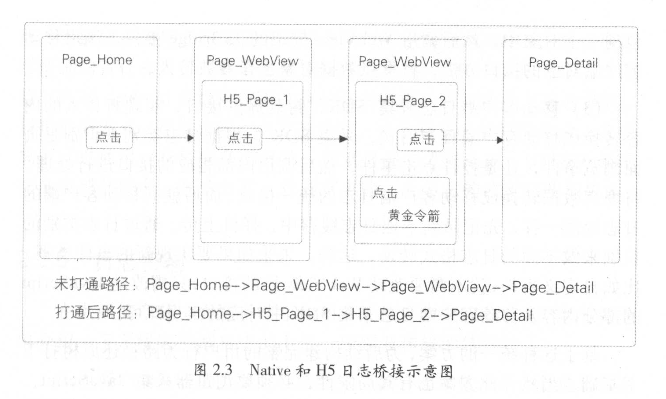 Page_Home
Page_WebView
Page_WebView
Page_Detail
H5_Page_1
H5_Page_2
点击
点击
点击
点击
黄金令箭
未打通路径：Page_Home->Page_WebView->Page_WebView->Page_Detail
打通后路径：Page_Home->H5_Page_1->H5_Page_2->Page_Detail
图 2.3 Native 和 H5 日志桥接示意图